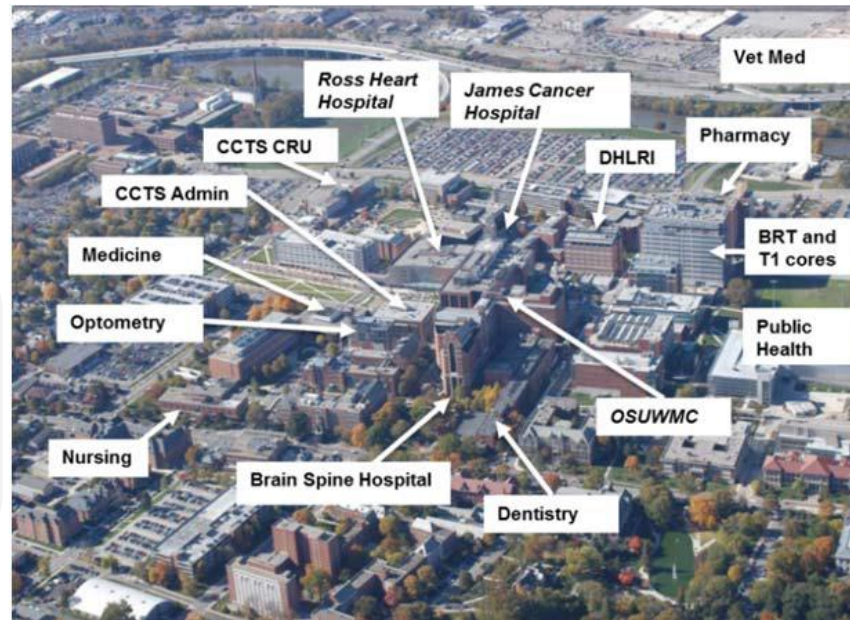 Vet Med
Ross Heart
Hospital
James Cancer
Hospital
CCTS CRU
DHLRI
Pharmacy
CCTS Admin
Medicine
BRT and
T1 cores
Optometry
Public
Health
OSUWMC
Nursing
Brain Spine Hospital
Dentistry